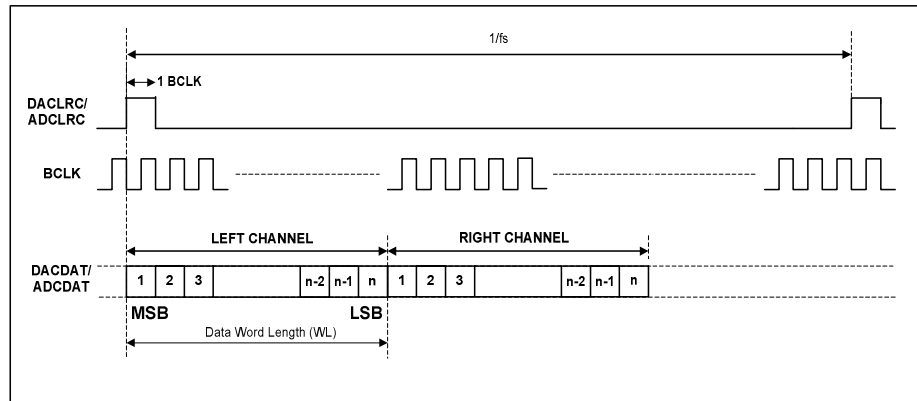 1/fs
1 BCLK
DACLRC/
ADCLRC
BCLK
LEFT CHANNEL
RIGHT CHANNEL
DACDAT/
ADCDAT
1 2 3 n-2 n-1 n 1 2 3 n-2 n-1 n
MSB LSB
Data Word Length (WL)